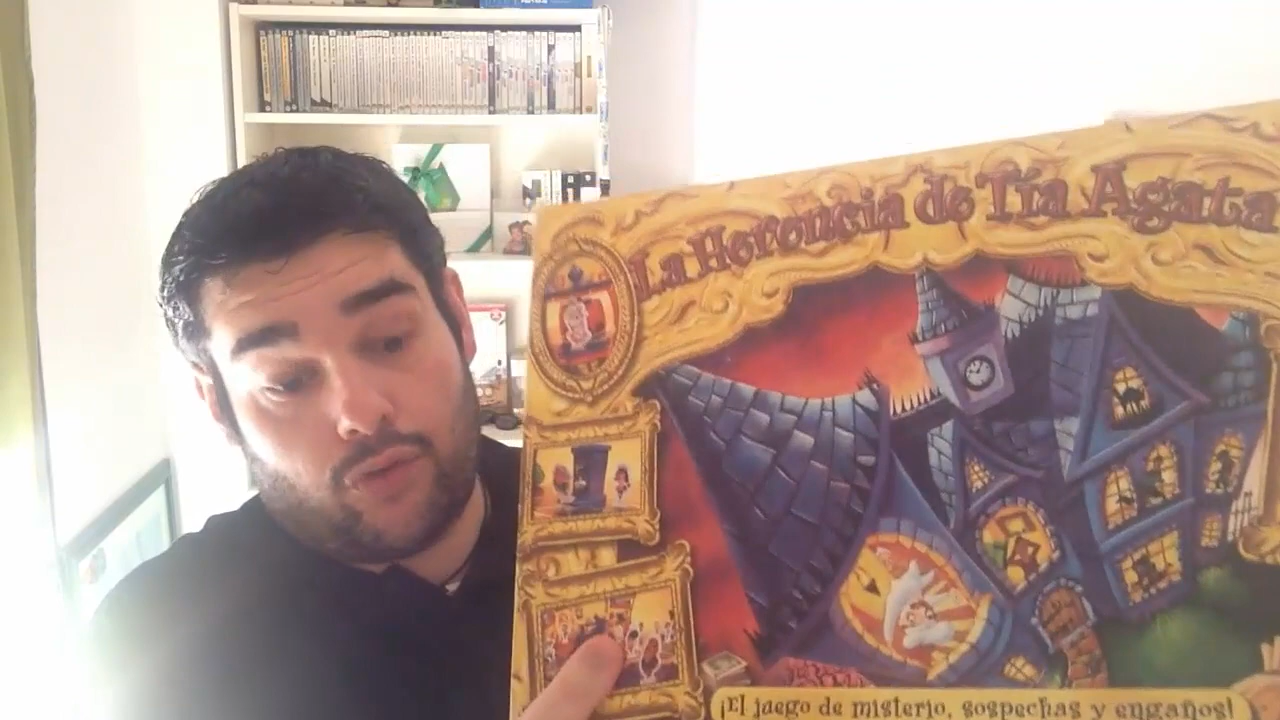 La Herencia de Tía Agata
¡El juego de misterio, sospechas y engaños!